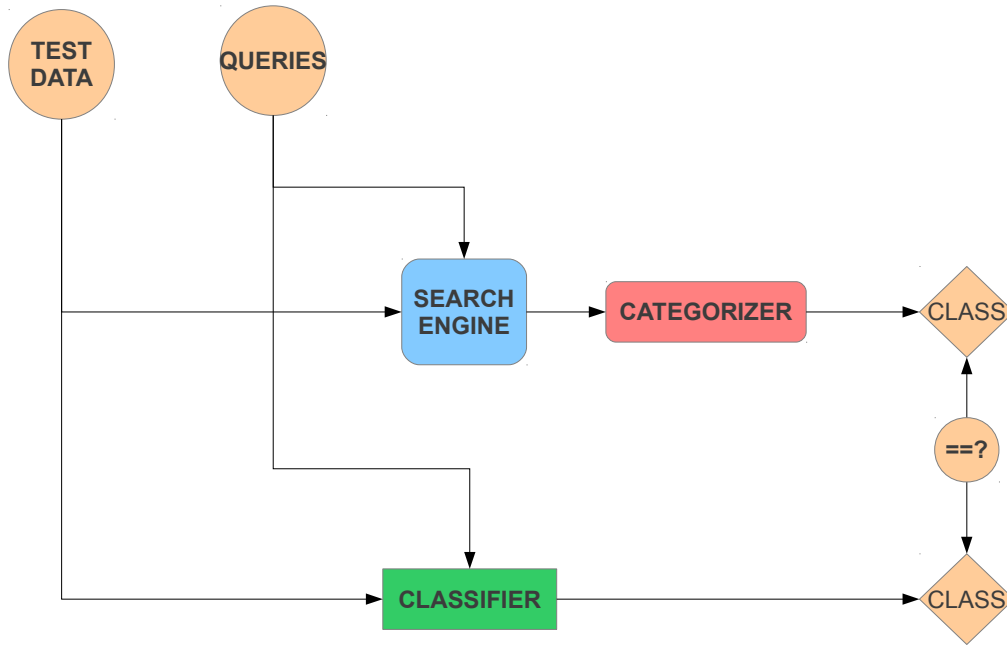 TEST
DATA
QUERIES
SEARCH
ENGINE
CATEGORIZER
CLASS
==?
CLASSIFIER
CLASS